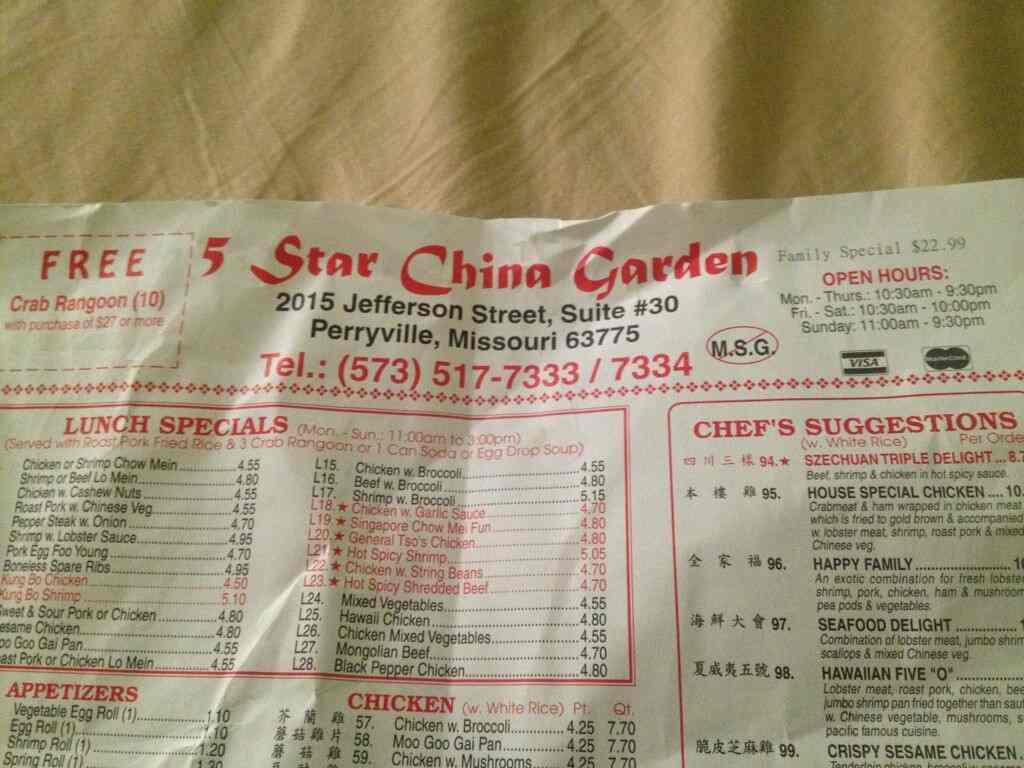 FREE
Crab Rangoon (10)
with purchase of $27 or more
5 Star China Garden
2015 Jefferson Street, Suite #30
Perryville, Missouri 63775
Tel.: (573) 517-7333 / 7334
Family Special $22.99
OPEN HOURS:
Mon. - Thurs.: 10:30am - 9:30pm
Fri. - Sat.: 10:30am - 10:00pm
Sunday: 11:00am - 9:30pm
M.S.G.
VISA
MasterCard
LUNCH SPECIALS (Mon. - Sun.: 11:00am to 3:00pm)
(Served with Roast Pork Fried Rice & 3 Crab Rangoon or 1 Can Soda or Egg Drop Soup)
Chicken or Shrimp Chow Mein 4.55
Shrimp or Beef Lo Mein 4.80
Chicken w. Cashew Nuts 4.55
Roast Pork w. Chinese Veg. 4.55
Pepper Steak w. Onion 4.70
Shrimp w. Lobster Sauce 4.95
Pork Egg Foo Young 4.70
Boneless Spare Ribs 4.95
Kung Bo Chicken 4.50
Kung Bo Shrimp 5.10
Sweet & Sour Pork or Chicken 4.80
Sesame Chicken 4.80
Moo Goo Gai Pan 4.55
Roast Pork or Chicken Lo Mein 4.55
L15. Chicken w. Broccoli 4.55
L16. Beef w. Broccoli 4.80
L17. Shrimp w. Broccoli 5.15
L18.★ Chicken w. Garlic Sauce 4.70
L19.★ Singapore Chow Mei Fun 4.80
L20.★ General Tso's Chicken 4.80
L21.★ Hot Spicy Shrimp 5.05
L22.★ Chicken w. String Beans 4.70
L23.★ Hot Spicy Shredded Beef 4.70
L24. Mixed Vegetables 4.55
L25. Hawaii Chicken 4.80
L26. Chicken Mixed Vegetables 4.55
L27. Mongolian Beef 4.70
L28. Black Pepper Chicken 4.80
APPETIZERS
Vegetable Egg Roll (1) 1.10
Egg Roll (1) 1.10
Shrimp Roll (1) 1.20
Spring Roll (1) 1.30
CHICKEN (w. White Rice) Pt. Qt.
芥蘭雞 57. Chicken w. Broccoli 4.25 7.70
蘑菇雞片 58. Moo Goo Gai Pan 4.25 7.70
蘑菇雞 59. Chicken w. Mushrooms 4.25 7.70
CHEF'S SUGGESTIONS
(w. White Rice) Per Order
四川三樣 94.★ SZECHUAN TRIPLE DELIGHT ... 8.7
Beef, shrimp & chicken in hot spicy sauce.
本樓雞 95. HOUSE SPECIAL CHICKEN .... 10.
Crabmeat & ham wrapped in chicken meat
which is fried to gold brown & accompanied
w. lobster meat, shrimp, roast pork & mixed
Chinese veg.
全家福 96. HAPPY FAMILY 10
An exotic combination for fresh lobster
shrimp, pork, chicken, ham & mushroom
pea pods & vegetables.
海鮮大會 97. SEAFOOD DELIGHT 1
Combination of lobster meat, jumbo shrimp
scallops & mixed Chinese veg.
夏威夷五號 98. HAWAIIAN FIVE "O"
Lobster meat, roast pork, chicken, bee
jumbo shrimp pan fried together than saut
w. Chinese vegetable, mushrooms, s
pacific famous cuisine.
脆皮芝麻雞 99. CRISPY SESAME CHICKEN